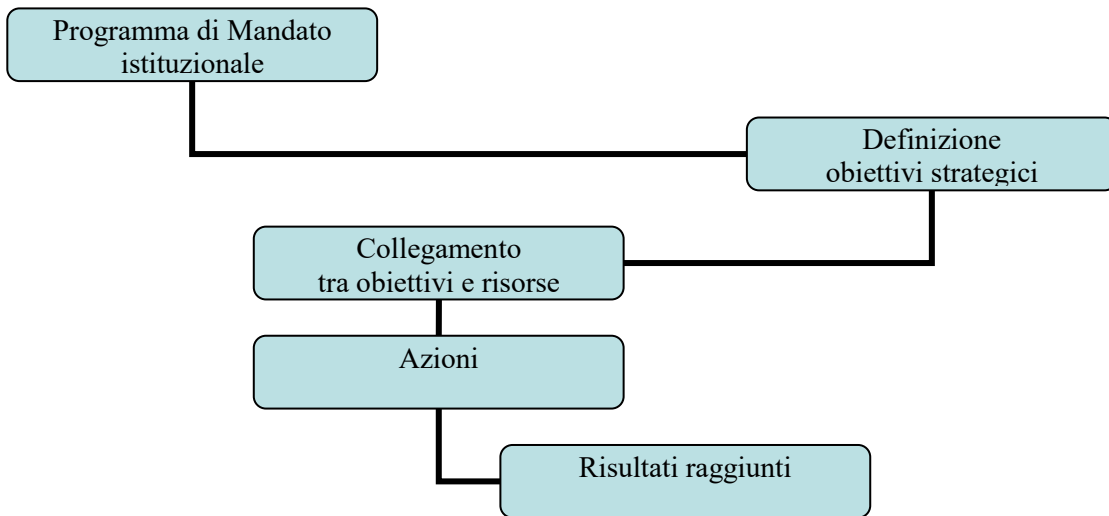 Programma di Mandato
istituzionale
Definizione
obiettivi strategici
Collegamento
tra obiettivi e risorse
Azioni
Risultati raggiunti